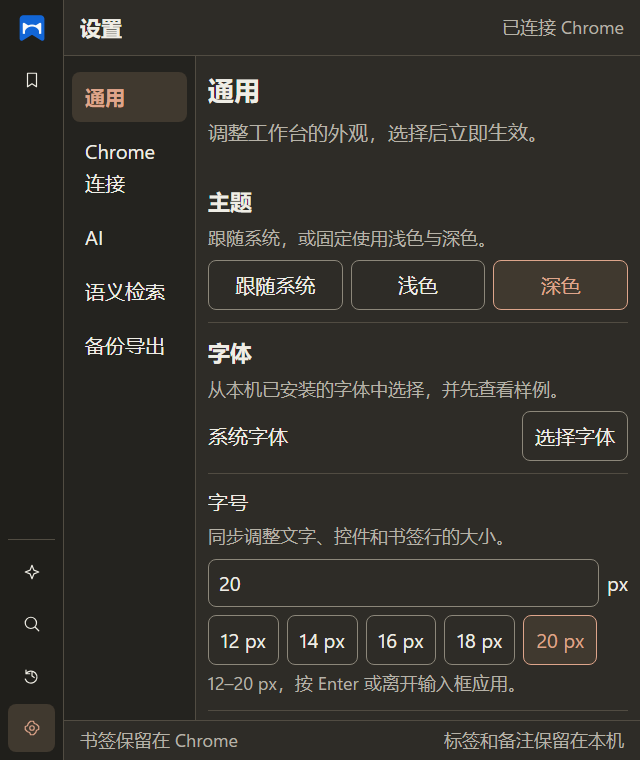 设置
已连接 Chrome
通用
Chrome
连接
AI
语义检索
备份导出
通用
调整工作台的外观，选择后立即生效。
主题
跟随系统，或固定使用浅色与深色。
跟随系统
浅色
深色
字体
从本机已安装的字体中选择，并先查看样例。
系统字体
选择字体
字号
同步调整文字、控件和书签行的大小。
20
px
12 px
14 px
16 px
18 px
20 px
12–20 px，按 Enter 或离开输入框应用。
书签保留在 Chrome
标签和备注保留在本机